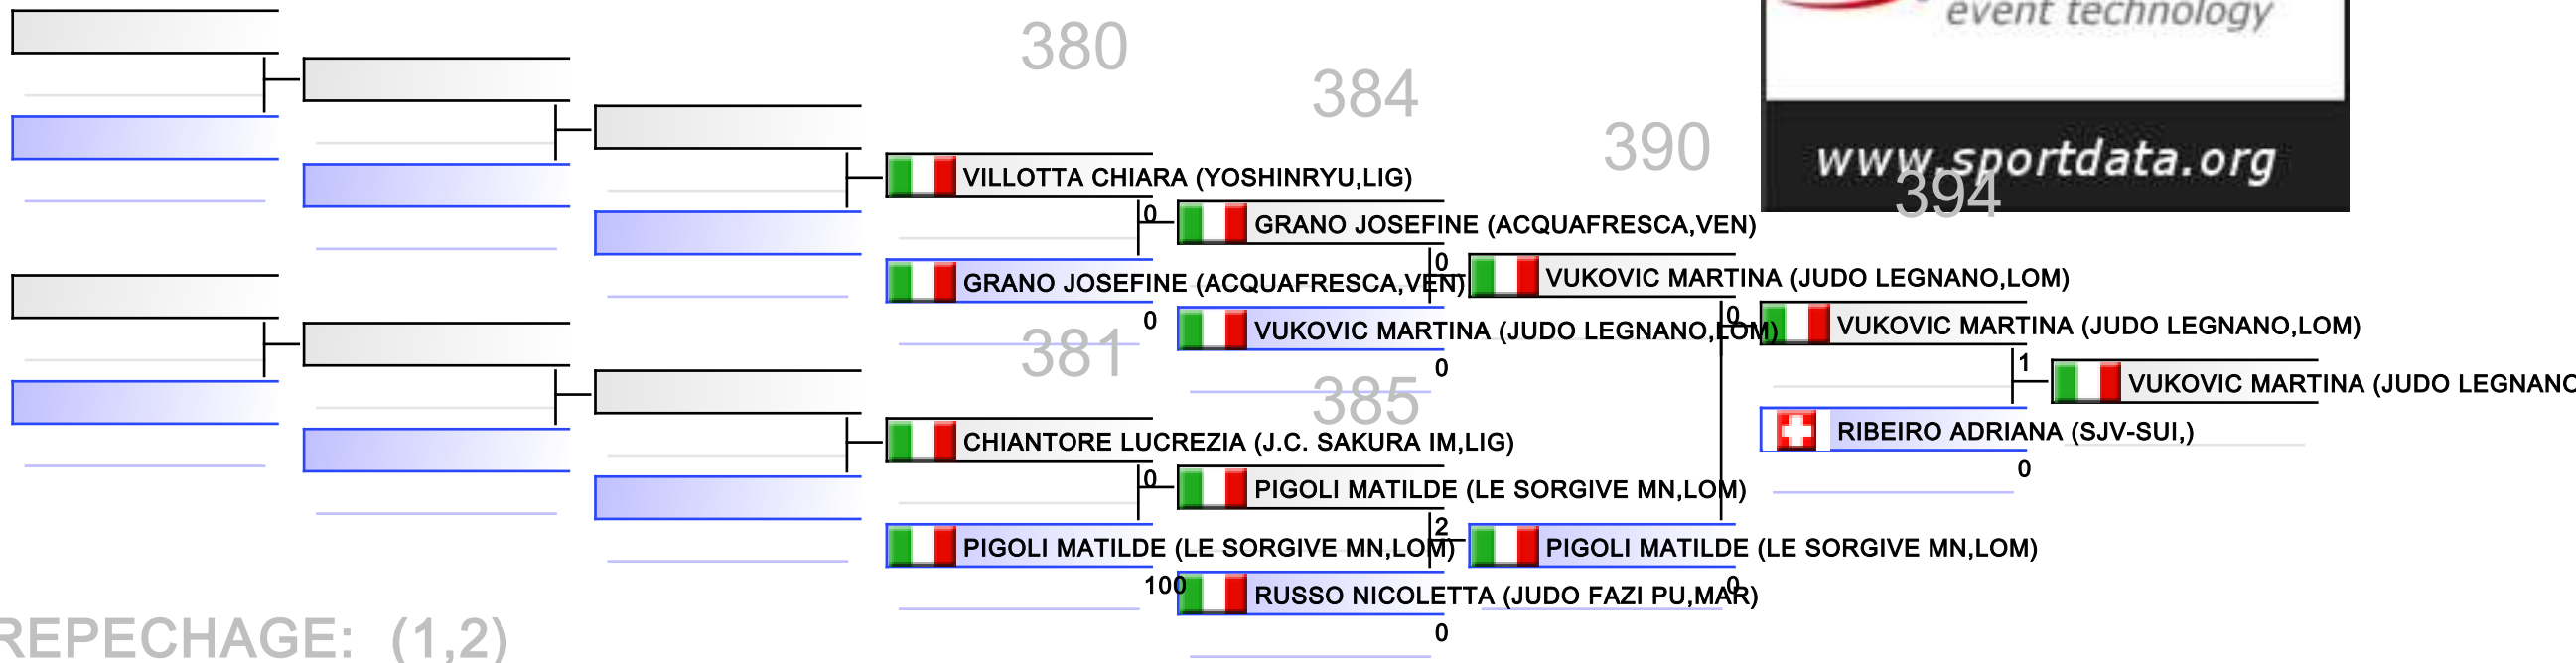 event technology
380
384
390
www.sportdata.org
394
VILLOTTA CHIARA (YOSHINRYU,LIG)
0
GRANO JOSEFINE (ACQUAFRESCA,VEN)
0
GRANO JOSEFINE (ACQUAFRESCA,VEN)
VUKOVIC MARTINA (JUDO LEGNANO,LOM)
0
0
VUKOVIC MARTINA (JUDO LEGNANO,LOM)
VUKOVIC MARTINA (JUDO LEGNANO,LOM)
381
0
1
VUKOVIC MARTINA (JUDO LEGNANO
385
RIBEIRO ADRIANA (SJV-SUI,)
CHIANTORE LUCREZIA (J.C. SAKURA IM,LIG)
0
0
PIGOLI MATILDE (LE SORGIVE MN,LOM)
2
PIGOLI MATILDE (LE SORGIVE MN,LOM)
PIGOLI MATILDE (LE SORGIVE MN,LOM)
100
0
RUSSO NICOLETTA (JUDO FAZI PU,MAR)
0
REPECHAGE: (1,2)